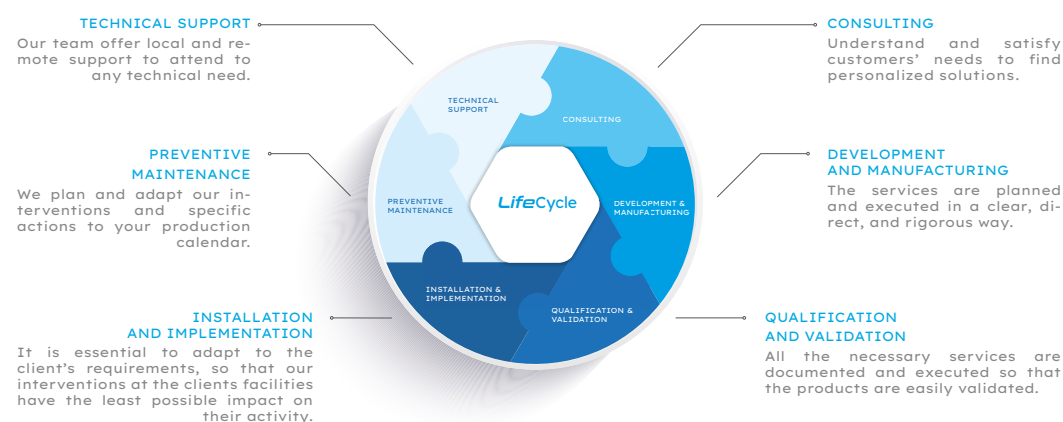 TECHNICAL SUPPORT
Our team offer local and re-
mote support to attend to
any technical need.
PREVENTIVE
MAINTENANCE
We plan and adapt our in-
terventions and specific
actions to your production
calendar.
INSTALLATION
AND IMPLEMENTATION
It is essential to adapt to the
client's requirements, so that our
interventions at the clients facilities
have the least possible impact on
their activity.
TECHNICAL
SUPPORT
CONSULTING
PREVENTIVE
MAINTENANCE
LifeCycle
DEVELOPMENT &
MANUFACTURING
INSTALLATION &
IMPLEMENTATION
QUALIFICATION &
VALIDATION
CONSULTING
Understand and satisfy
customers' needs to find
personalized solutions.
DEVELOPMENT
AND MANUFACTURING
The services are planned
and executed in a clear, di-
rect, and rigorous way.
QUALIFICATION
AND VALIDATION
All the necessary services are
documented and executed so that
the products are easily validated.